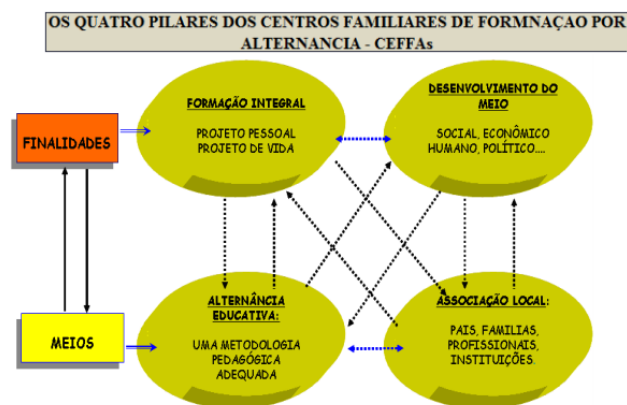 OS QUATRO PILARES DOS CENTROS FAMILIARES DE FORMNAÇAO POR
ALTERNANCIA - CEFFAs
FINALIDADES
FORMAÇÃO INTEGRAL
PROJETO PESSOAL
PROJETO DE VIDA
DESENVOLVIMENTO DO
MEIO
SOCIAL, ECONÔMICO
HUMANO, POLÍTICO....
MEIOS
ALTERNÂNCIA
EDUCATIVA:
UMA METODOLOGIA
PEDAGÓGICA
ADEQUADA
ASSOCIAÇÃO LOCAL:
PAIS, FAMILIAS,
PROFISSIONAIS,
INSTITUIÇÕES.